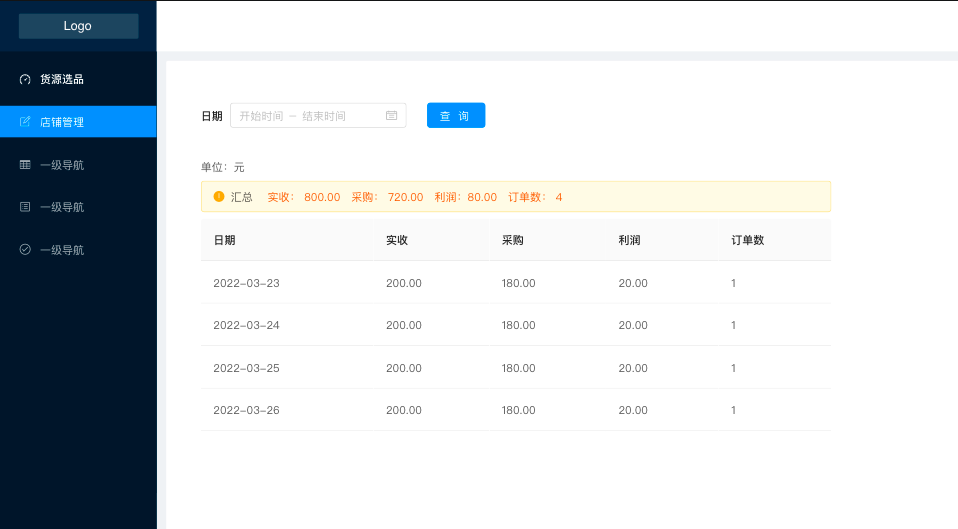 Logo
货源选品
店铺管理
一级导航
一级导航
一级导航
日期 开始时间 – 结束时间 查 询
单位：元
汇总 实收： 800.00 采购： 720.00 利润：80.00 订单数： 4
日期 实收 采购 利润 订单数
2022-03-23 200.00 180.00 20.00 1
2022-03-24 200.00 180.00 20.00 1
2022-03-25 200.00 180.00 20.00 1
2022-03-26 200.00 180.00 20.00 1